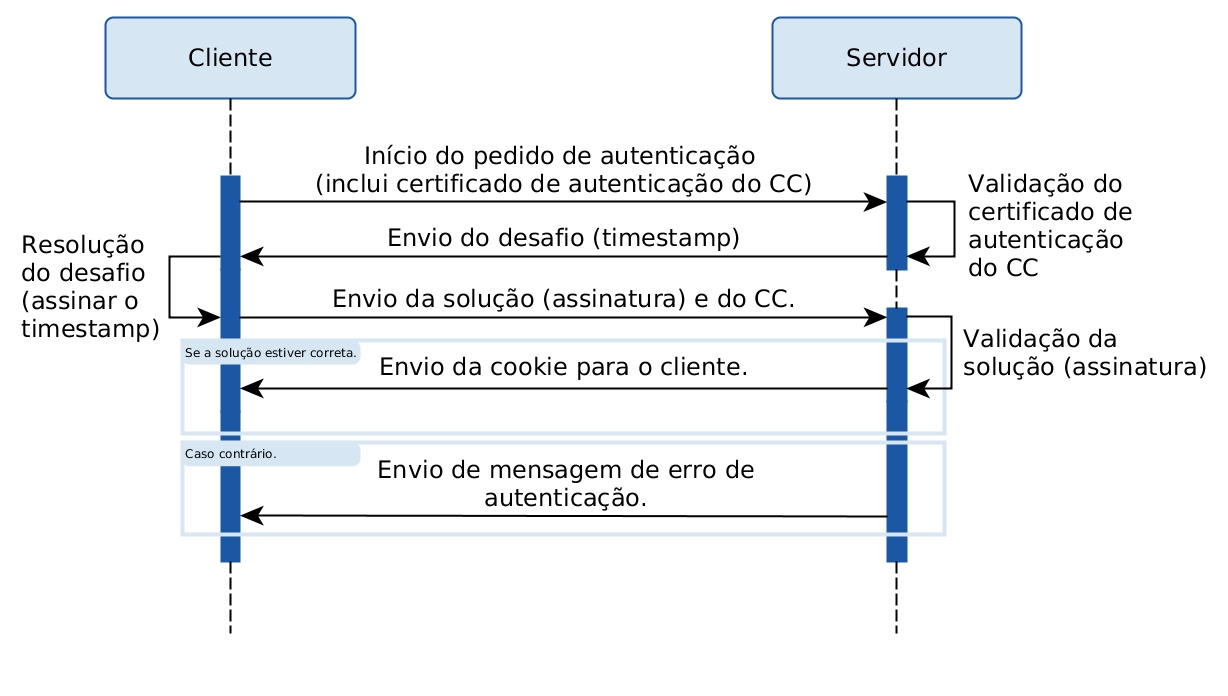 Cliente
Servidor
Início do pedido de autenticação
(inclui certificado de autenticação do CC)
Validação do
certificado de
autenticação
do CC
Envio do desafio (timestamp)
Resolução
do desafio
(assinar o
timestamp)
Envio da solução (assinatura) e do CC.
Validação da
solução (assinatura)
Se a solução estiver correta.
Envio da cookie para o cliente.
Caso contrário.
Envio de mensagem de erro de
autenticação.